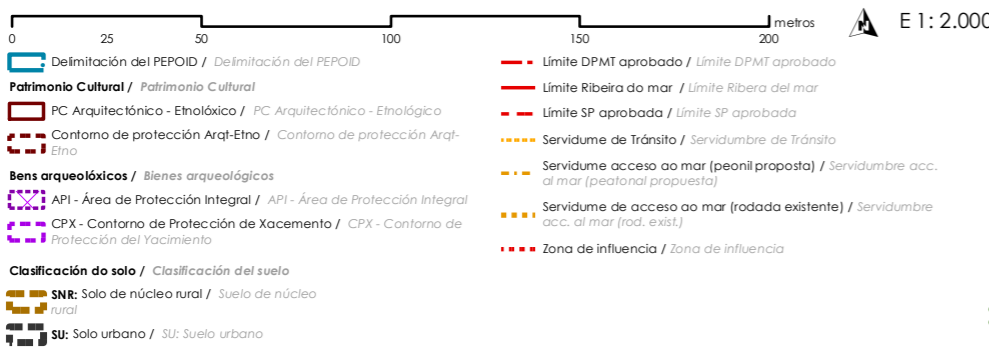 metros
E 1: 2.000
0 25 50 100 150 200
Delimitación del PEPOID / Delimitación del PEPOID
Patrimonio Cultural / Patrimonio Cultural
PC Arquitectónico - Etnolóxico / PC Arquitectónico - Etnológico
Contorno de protección Arqt-Etno / Contorno de protección Arqt-
Etno
Bens arqueolóxicos / Bienes arqueológicos
API - Área de Protección Integral / API - Área de Protección Integral
CPX - Contorno de Protección de Xacemento / CPX - Contorno de
Protección del Yacimiento
Clasificación do solo / Clasificación del suelo
SNR: Solo de núcleo rural / Suelo de núcleo
rural
SU: Solo urbano / SU: Suelo urbano
Límite DPMT aprobado / Límite DPMT aprobado
Límite Ribeira do mar / Límite Ribera del mar
Límite SP aprobada / Límite SP aprobada
Servidume de Tránsito / Servidumbre de Tránsito
Servidume acceso ao mar (peonil proposta) / Servidumbre acc.
al mar (peatonal propuesta)
Servidume de acceso ao mar (rodada existente) / Servidumbre
acc. al mar (rod. exist.)
Zona de influencia / Zona de influencia